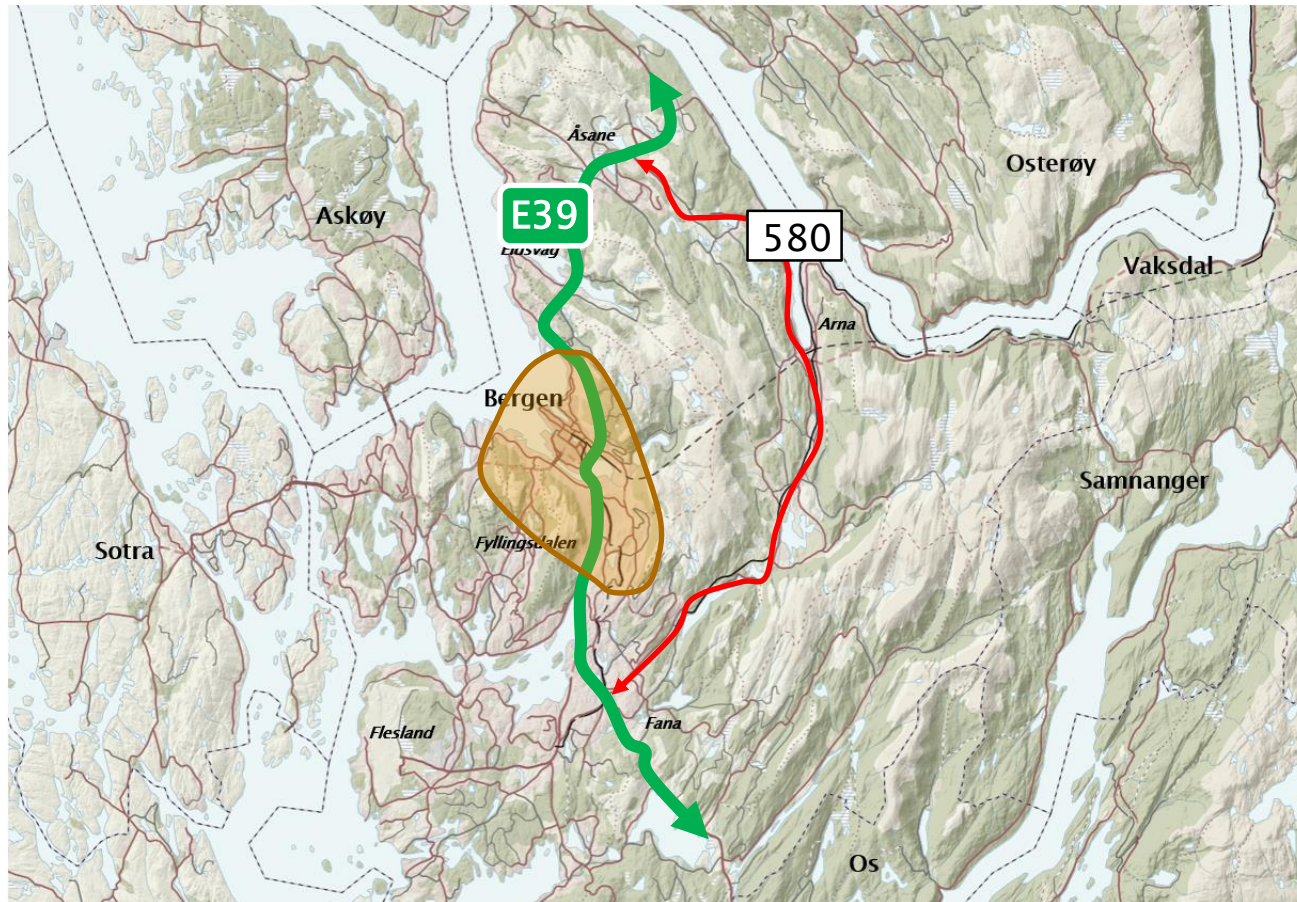 Åsane
Osterøy
Askøy
E39
580
Eidsvåg
Vaksdal
Arna
Bergen
Samnanger
Sotra
Fyllingsdalen
Fana
Flesland
Os